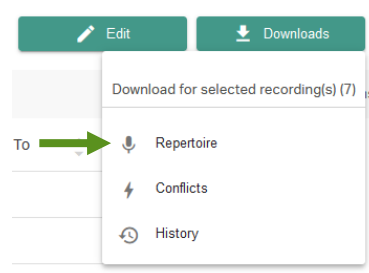 Edit
Downloads
Download for selected recording(s) (7)
To
Repertoire
Conflicts
History